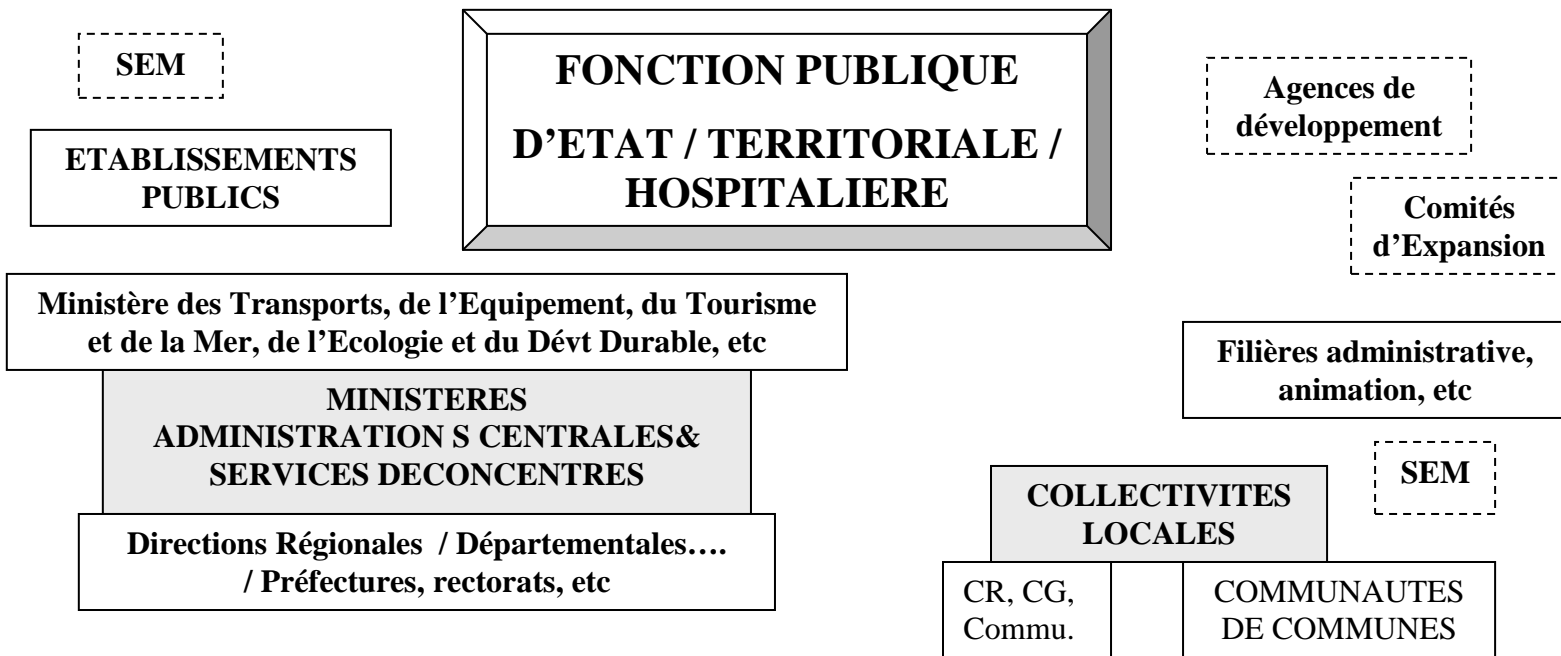 SEM
FONCTION PUBLIQUE
D’ETAT / TERRITORIALE /
HOSPITALIERE
Agences de
développement
ETABLISSEMENTS
PUBLICS
Comités
d’Expansion
Ministère des Transports, de l’Equipement, du Tourisme
et de la Mer, de l’Ecologie et du Dévt Durable, etc
Filières administrative,
animation, etc
MINISTERES
ADMINISTRATION S CENTRALES&
SERVICES DECONCENTRES
SEM
COLLECTIVITES
LOCALES
Directions Régionales / Départementales….
/ Préfectures, rectorats, etc
CR, CG,
Commu.
COMMUNAUTES
DE COMMUNES